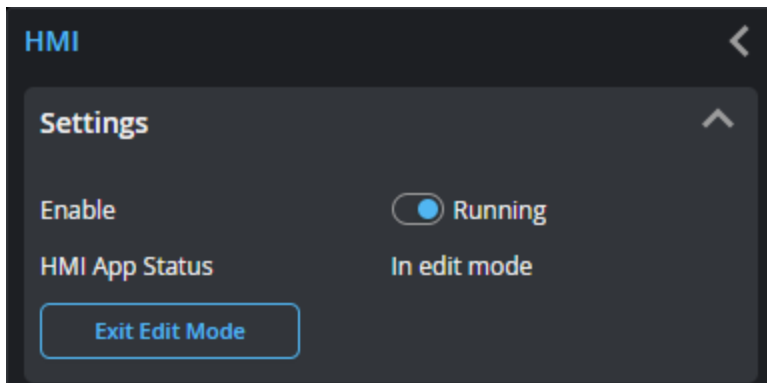 HMI
Settings
Enable Running
HMI App Status In edit mode
Exit Edit Mode